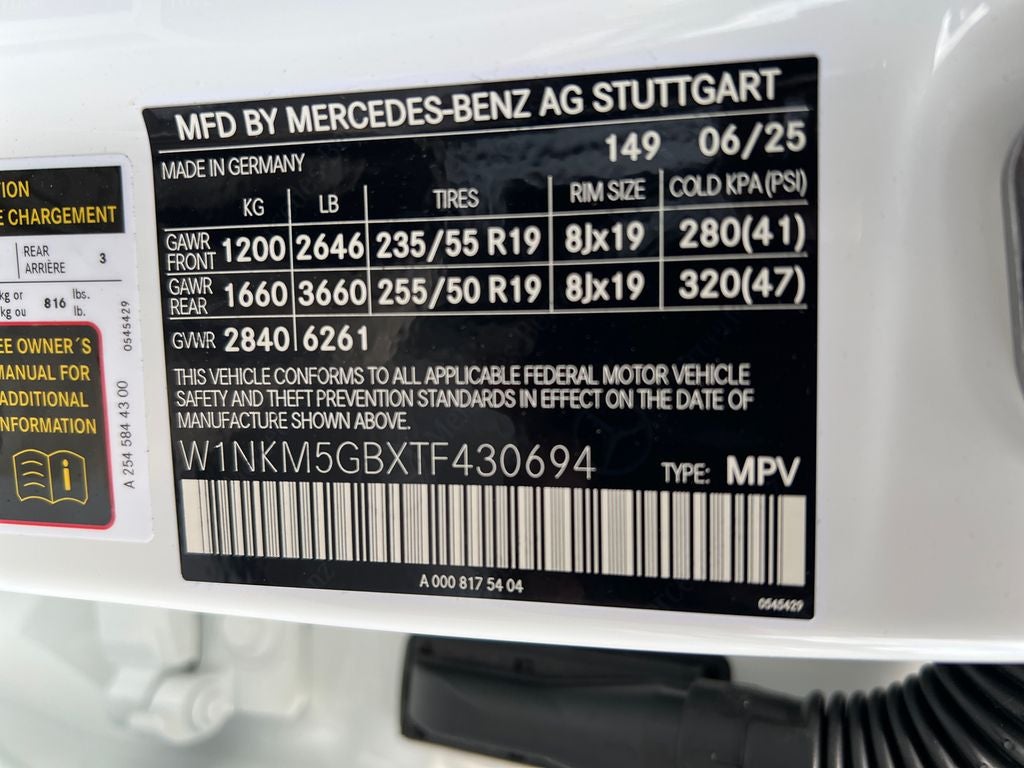 TION
E CHARGEMENT
REAR
ARRIÈRE 3
kg or
kg ou 816 lbs.
lb.
EE OWNER´S
MANUAL FOR
ADDITIONAL
INFORMATION
0545429
A 254 584 43 00
MFD BY MERCEDES-BENZ AG STUTTGART
MADE IN GERMANY 149 06/25
KG LB TIRES RIM SIZE COLD KPA(PSI)
GAWR FRONT 1200 2646 235/55 R19 8Jx19 280(41)
GAWR REAR 1660 3660 255/50 R19 8Jx19 320(47)
GVWR 2840 6261
THIS VEHICLE CONFORMS TO ALL APPLICABLE FEDERAL MOTOR VEHICLE
SAFETY AND THEFT PREVENTION STANDARDS IN EFFECT ON THE DATE OF
MANUFACTURE SHOWN ABOVE.
W1NKM5GBXTF430694 TYPE: MPV
A 000 817 54 04
0545429